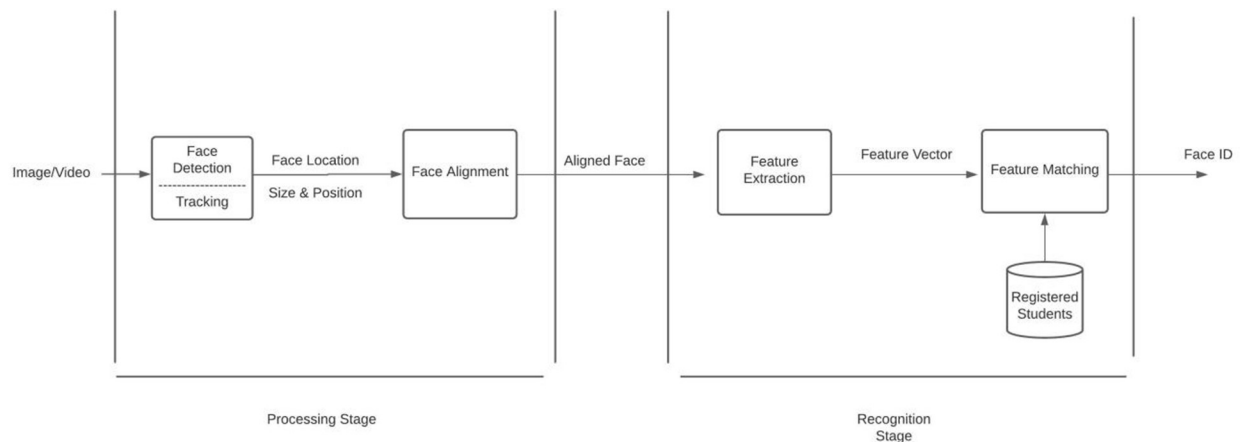 Image/Video
Face
Detection
Tracking
Face Location
Size & Position
Face Alignment
Aligned Face
Feature
Extraction
Feature Vector
Feature Matching
Registered
Students
Face ID
Processing Stage
Recognition
Stage